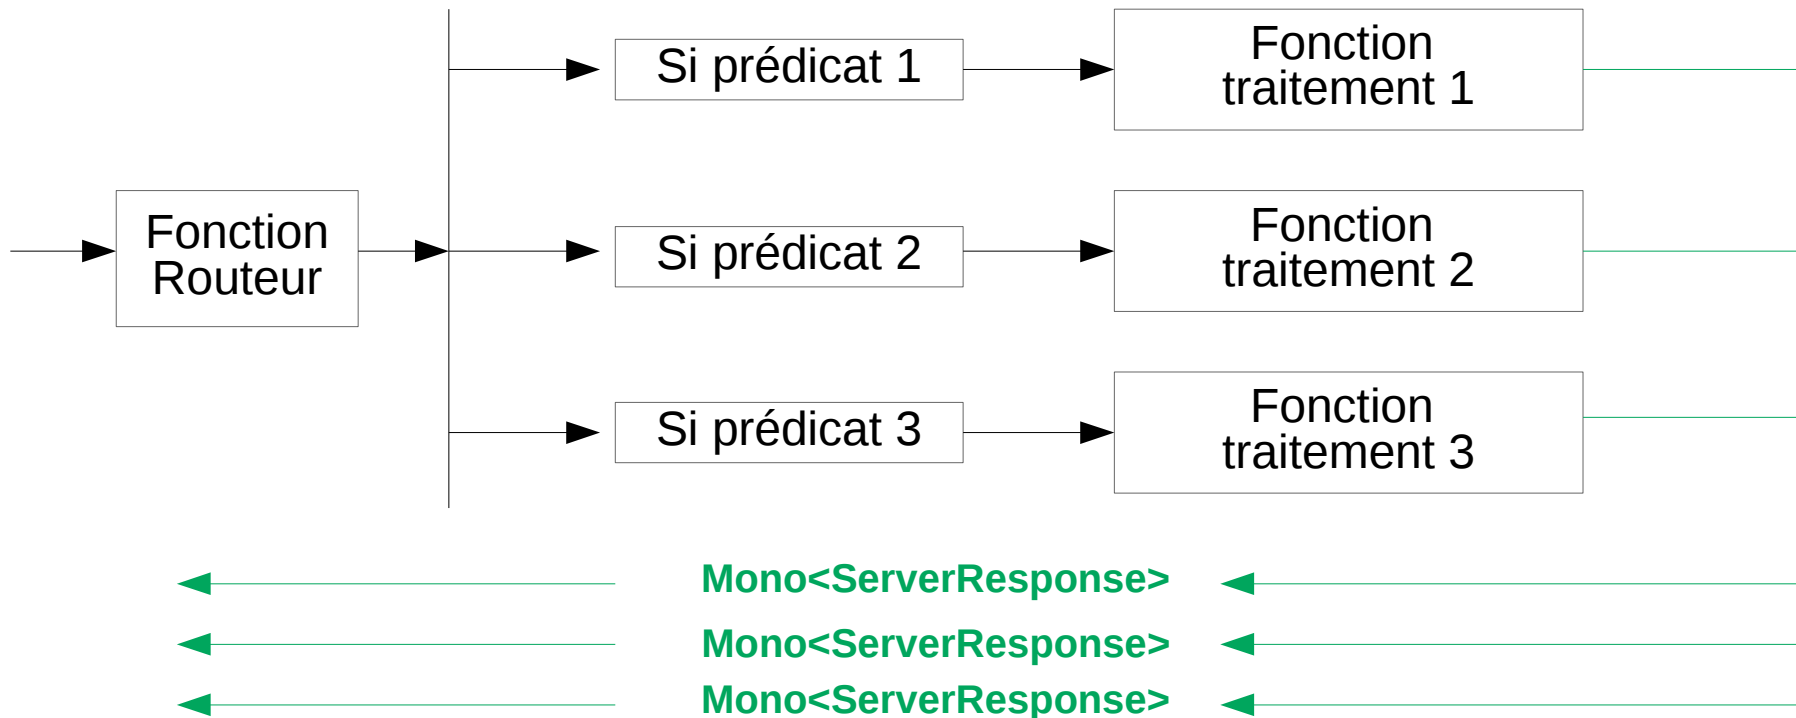 Si prédicat 1
Fonction
traitement 1
Fonction
Routeur
Si prédicat 2
Fonction
traitement 2
Si prédicat 3
Fonction
traitement 3
Mono<ServerResponse>
Mono<ServerResponse>
Mono<ServerResponse>